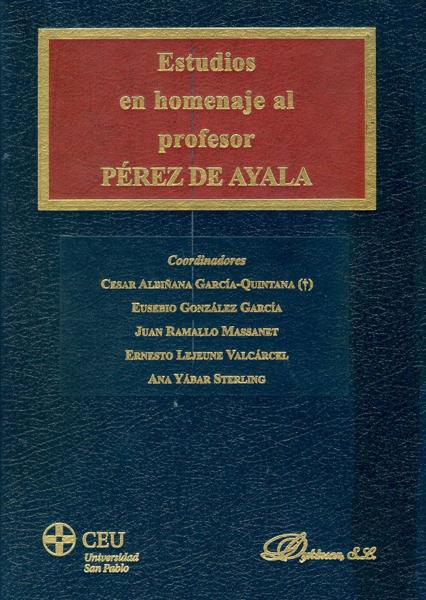 Estudios
en homenaje al
profesor
PÉREZ DE AYALA
Coordinadores
CESAR ALBIÑANA GARCÍA-QUINTANA (†)
EUSEBIO GONZÁLEZ GARCÍA
JUAN RAMALLO MASSANET
ERNESTO LEJEUNE VALCÁRCEL
ANA YÁBAR STERLING
CEU
Universidad
San Pablo
Dykinson, S.L.